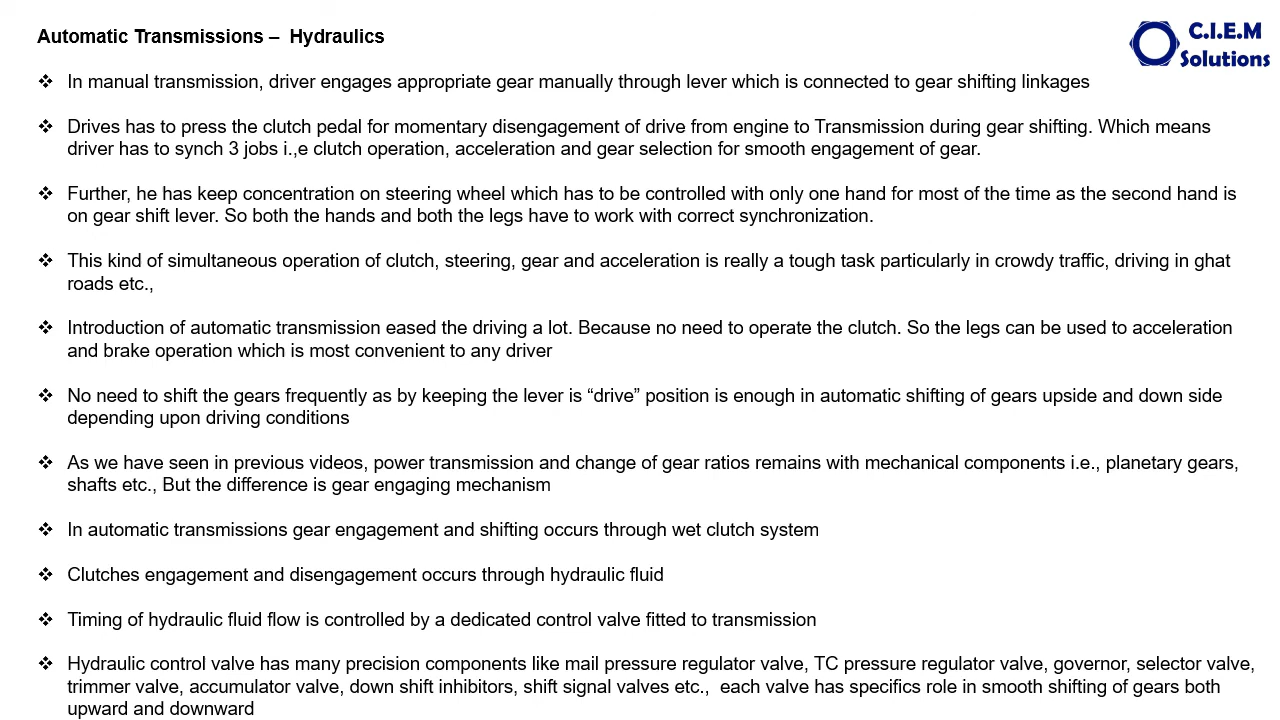 Automatic Transmissions – Hydraulics
C.I.E.M
Solutions
❖ In manual transmission, driver engages appropriate gear manually through lever which is connected to gear shifting linkages
❖ Drives has to press the clutch pedal for momentary disengagement of drive from engine to Transmission during gear shifting. Which means
driver has to synch 3 jobs i.,e clutch operation, acceleration and gear selection for smooth engagement of gear.
❖ Further, he has keep concentration on steering wheel which has to be controlled with only one hand for most of the time as the second hand is
on gear shift lever. So both the hands and both the legs have to work with correct synchronization.
❖ This kind of simultaneous operation of clutch, steering, gear and acceleration is really a tough task particularly in crowdy traffic, driving in ghat
roads etc.,
❖ Introduction of automatic transmission eased the driving a lot. Because no need to operate the clutch. So the legs can be used to acceleration
and brake operation which is most convenient to any driver
❖ No need to shift the gears frequently as by keeping the lever is “drive” position is enough in automatic shifting of gears upside and down side
depending upon driving conditions
❖ As we have seen in previous videos, power transmission and change of gear ratios remains with mechanical components i.e., planetary gears,
shafts etc., But the difference is gear engaging mechanism
❖ In automatic transmissions gear engagement and shifting occurs through wet clutch system
❖ Clutches engagement and disengagement occurs through hydraulic fluid
❖ Timing of hydraulic fluid flow is controlled by a dedicated control valve fitted to transmission
❖ Hydraulic control valve has many precision components like mail pressure regulator valve, TC pressure regulator valve, governor, selector valve,
trimmer valve, accumulator valve, down shift inhibitors, shift signal valves etc., each valve has specifics role in smooth shifting of gears both
upward and downward